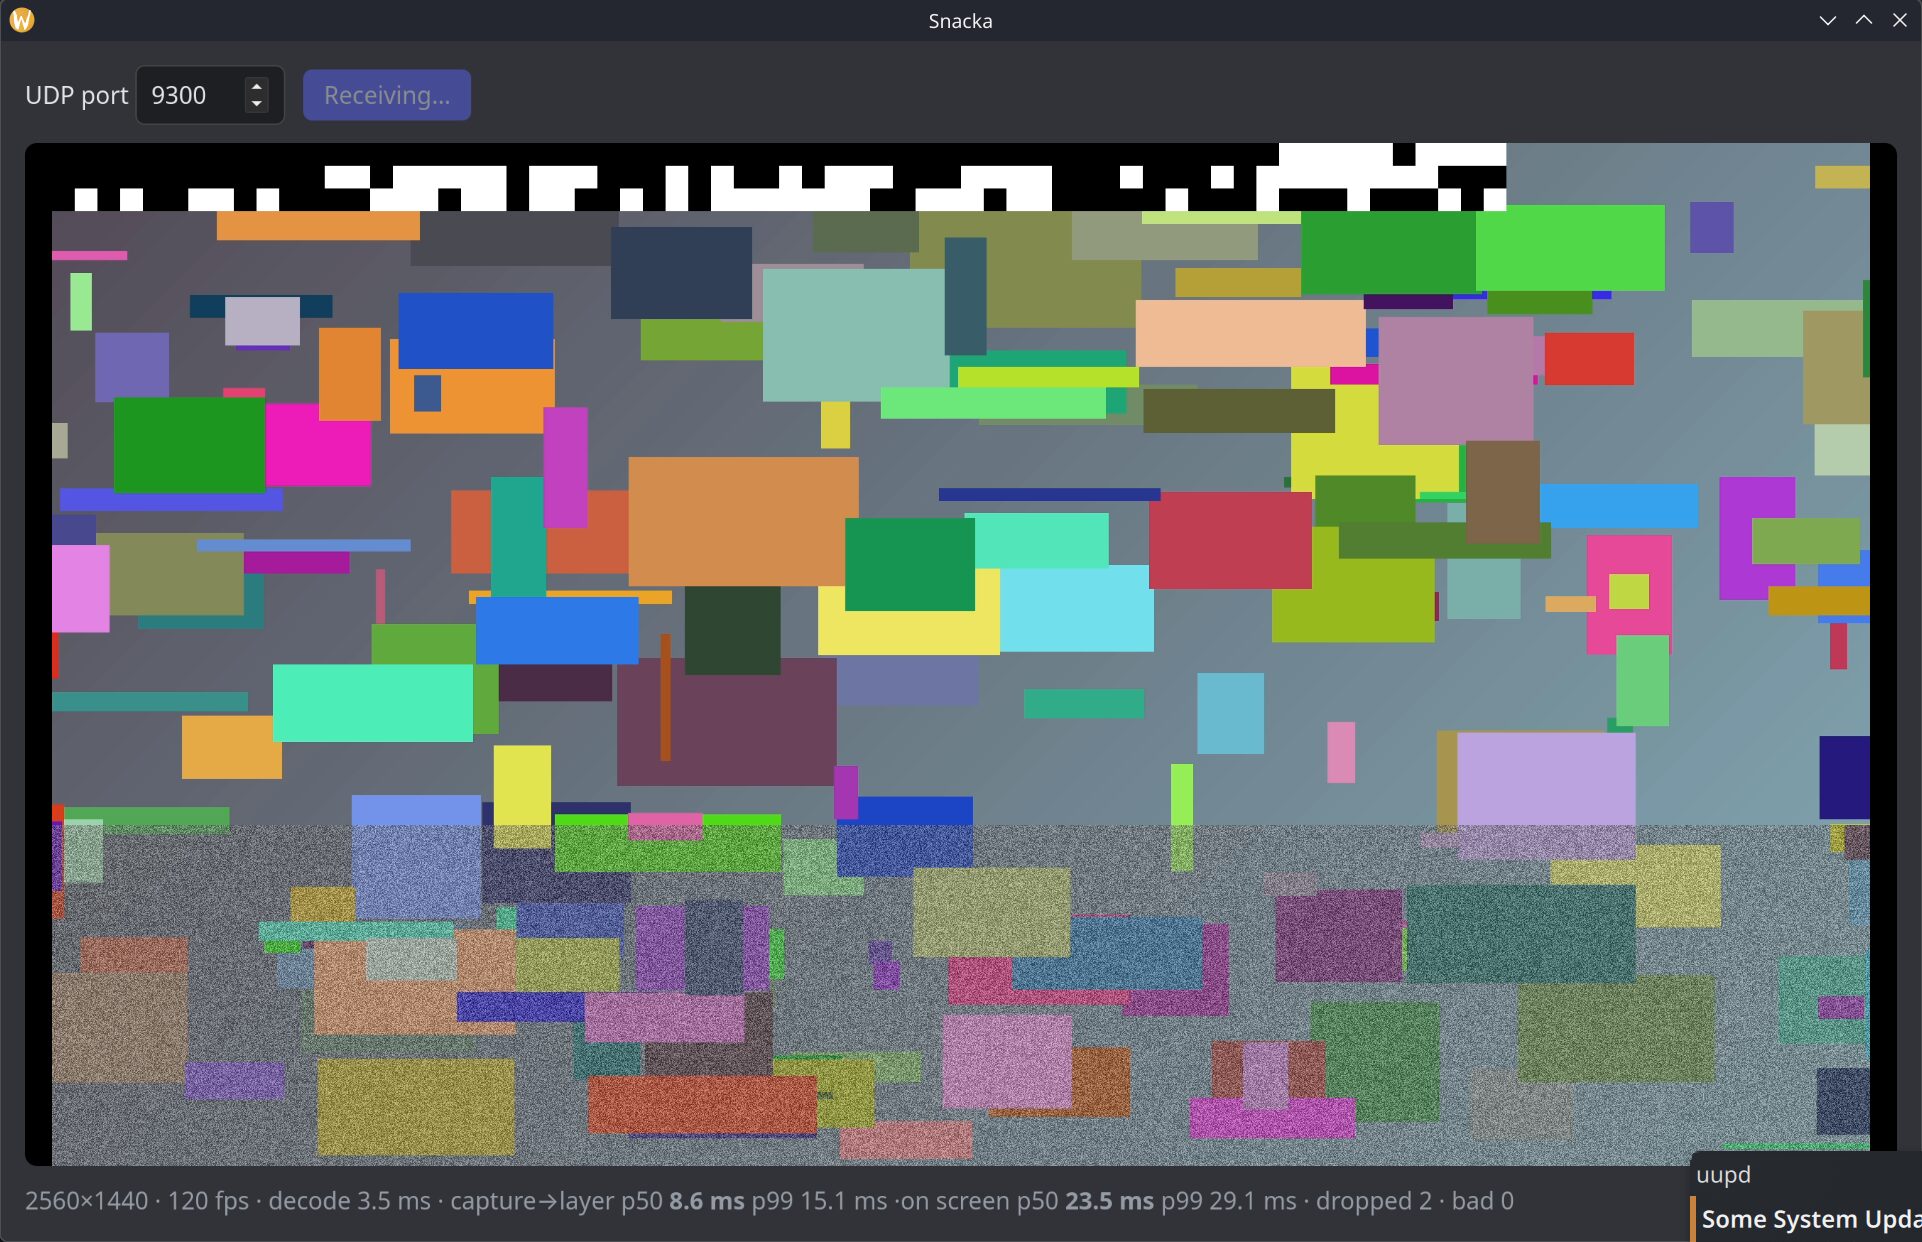 Snacka
UDP port 9300 Receiving...
2560×1440 · 120 fps · decode 3.5 ms · capture→layer p50 8.6 ms p99 15.1 ms ·on screen p50 23.5 ms p99 29.1 ms · dropped 2 · bad 0
uupd
Some System Upda